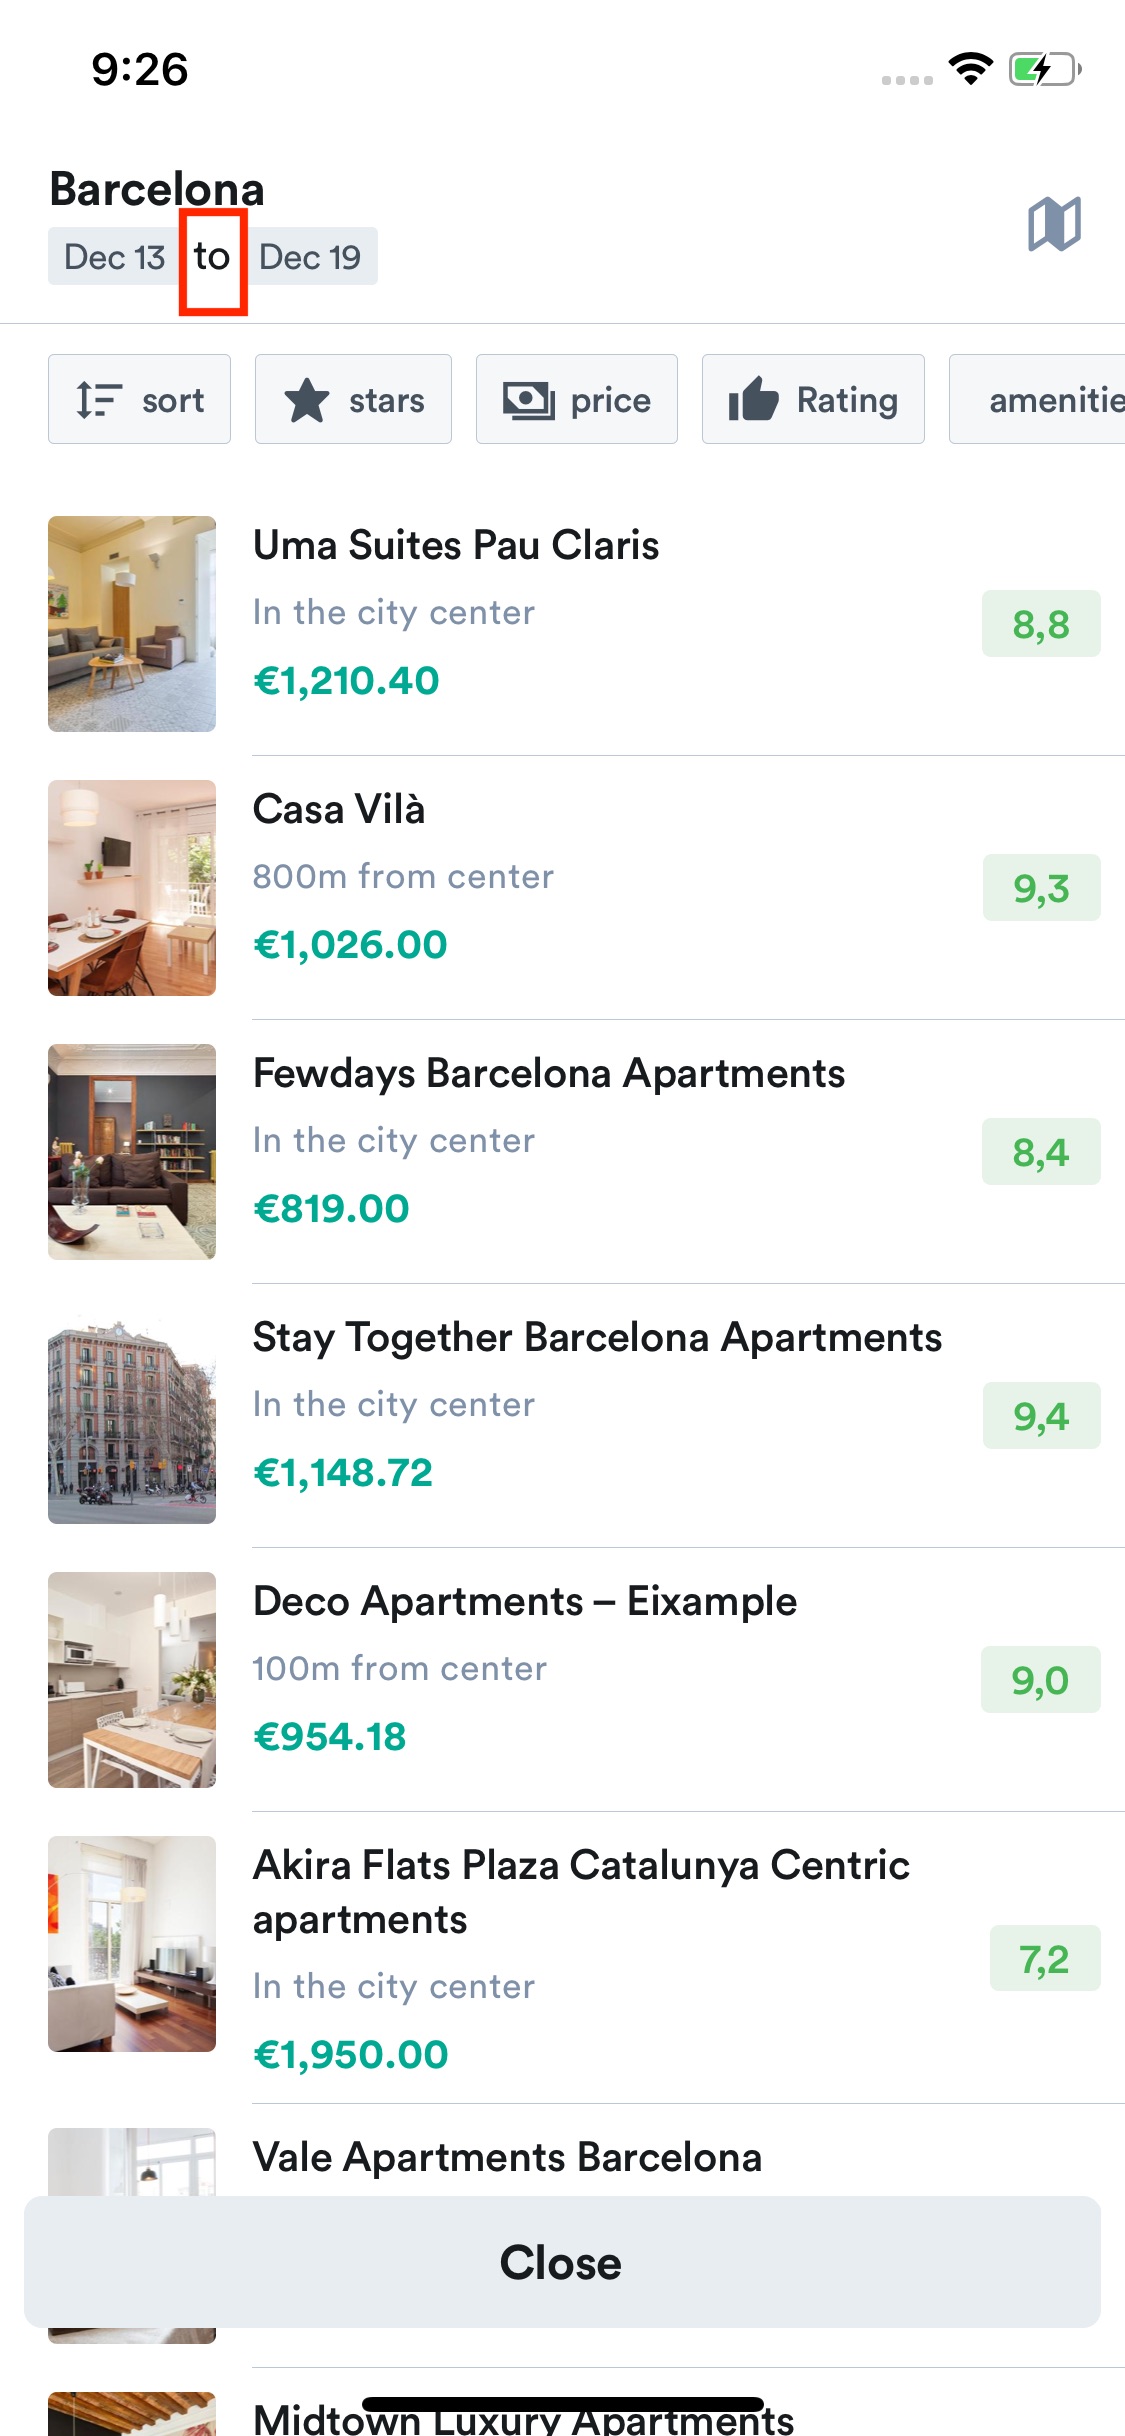 9:26
Barcelona
Dec 13 to Dec 19
sort stars price Rating amenitie
Uma Suites Pau Claris
In the city center
8,8
€1,210.40
Casa Vilà
800m from center
9,3
€1,026.00
Fewdays Barcelona Apartments
In the city center
8,4
€819.00
Stay Together Barcelona Apartments
In the city center
9,4
€1,148.72
Deco Apartments – Eixample
100m from center
9,0
€954.18
Akira Flats Plaza Catalunya Centric
apartments
7,2
In the city center
€1,950.00
Vale Apartments Barcelona
Close
Midtown Luxury Apartments